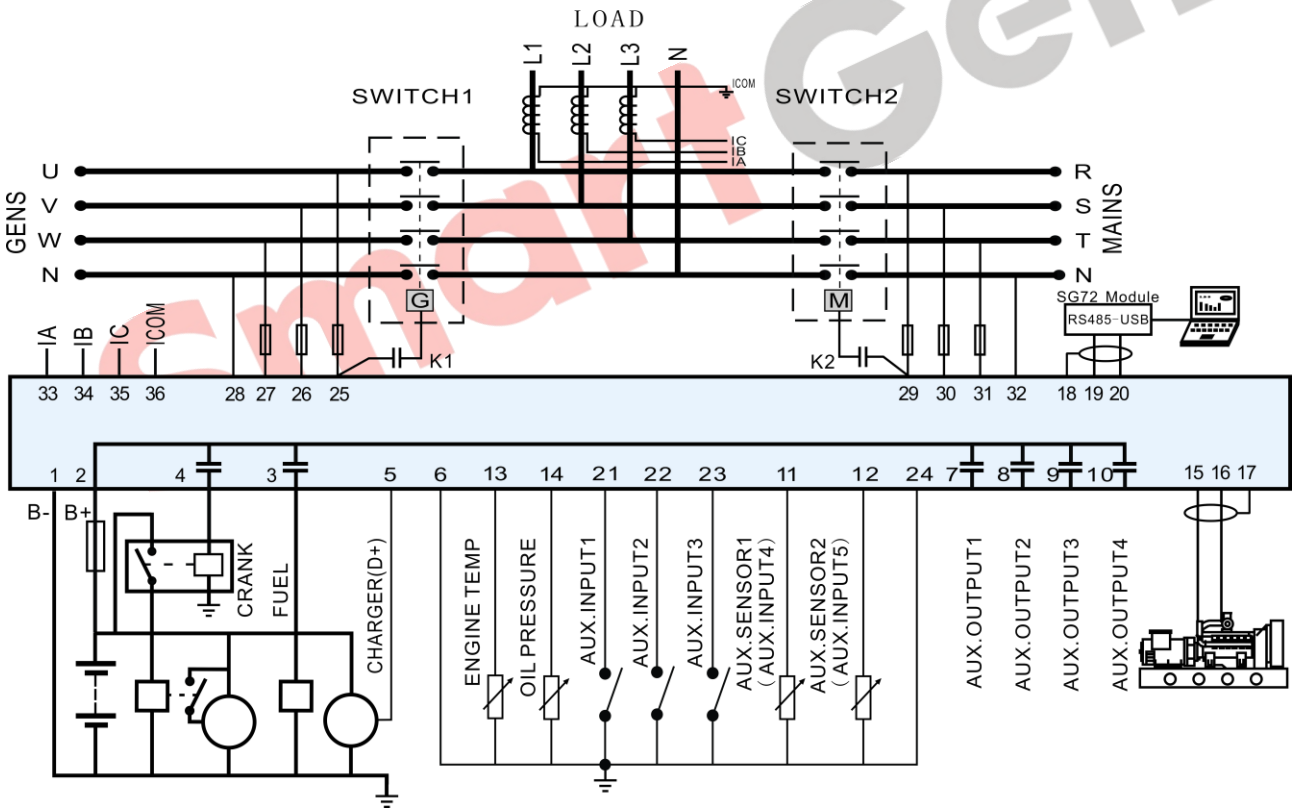 LOAD
L1
L2
L3
N
ICOM
SWITCH1
SWITCH2
IC
IB
IA
GENS
U
V
W
N
R
S
T
N
MAINS
G
M
K1
K2
SG72 Module
RS485-USB
IA
IB
IC
ICOM
33 34 35 36 28 27 26 25 29 30 31 32 18 19 20
1 2 4 3 5 6 13 14 21 22 23 11 12 24 7 8 9 10 15 16 17
B- B+
CRANK
FUEL
CHARGER(D+)
ENGINE TEMP
OIL PRESSURE
AUX.INPUT1
AUX.INPUT2
AUX.INPUT3
AUX.SENSOR1
(AUX.INPUT4)
AUX.SENSOR2
(AUX.INPUT5)
AUX.OUTPUT1
AUX.OUTPUT2
AUX.OUTPUT3
AUX.OUTPUT4
SmartGen